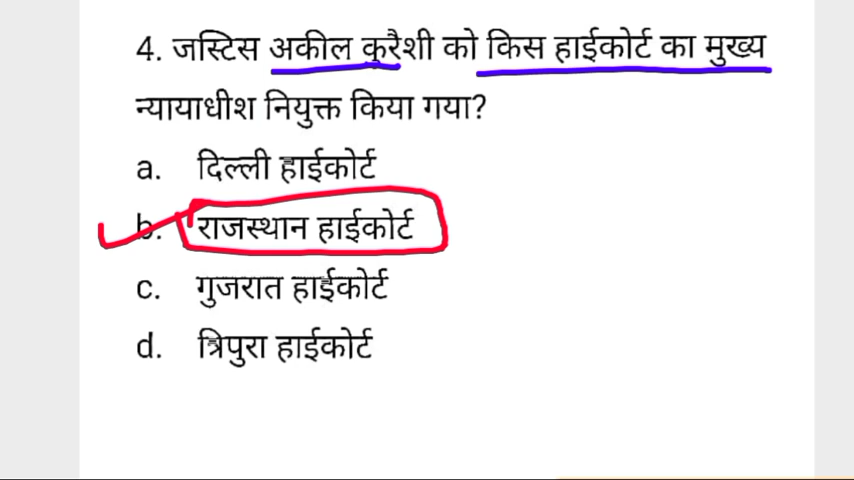 4. जस्टिस अकील कुरैशी को किस हाईकोर्ट का मुख्य
न्यायाधीश नियुक्त किया गया?
a. दिल्ली हाईकोर्ट
b. राजस्थान हाईकोर्ट
c. गुजरात हाईकोर्ट
d. त्रिपुरा हाईकोर्ट